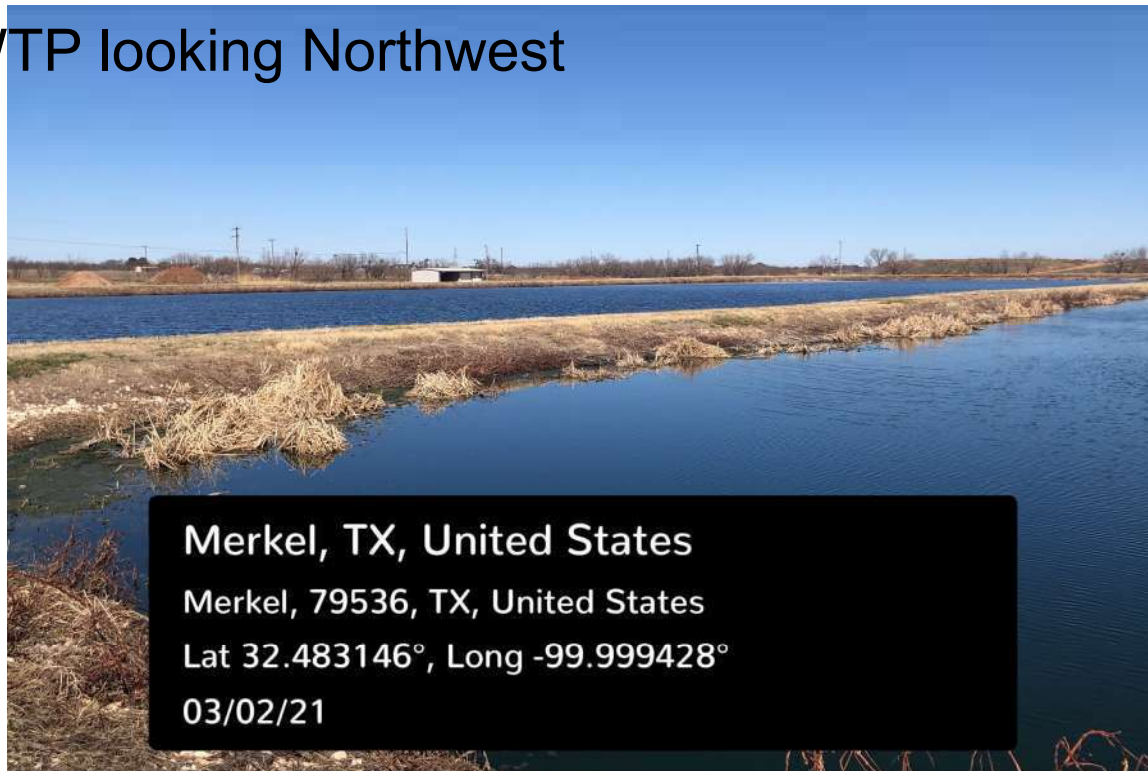 TP looking Northwest
Merkel, TX, United States
Merkel, 79536, TX, United States
Lat 32.483146°, Long -99.999428°
03/02/21